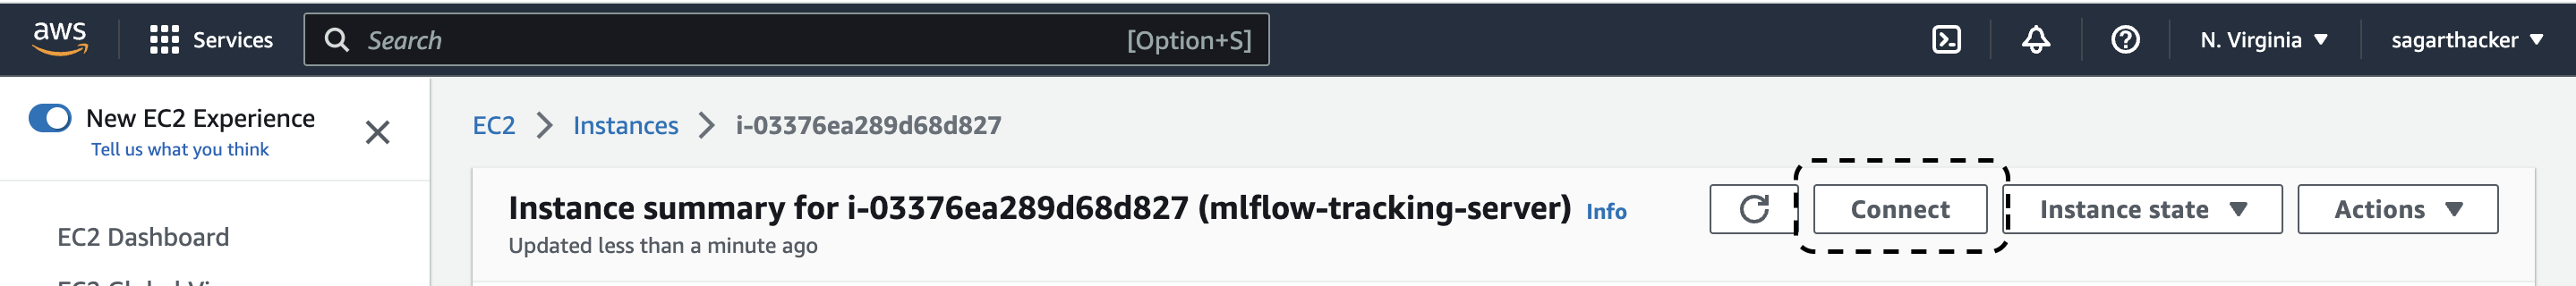 aws
Services
Search
[Option+S]
N. Virginia
sagarthacker
New EC2 Experience
Tell us what you think
EC2 Dashboard
EC2 > Instances > i-03376ea289d68d827
Instance summary for i-03376ea289d68d827 (mlflow-tracking-server) Info
Updated less than a minute ago
Connect
Instance state
Actions